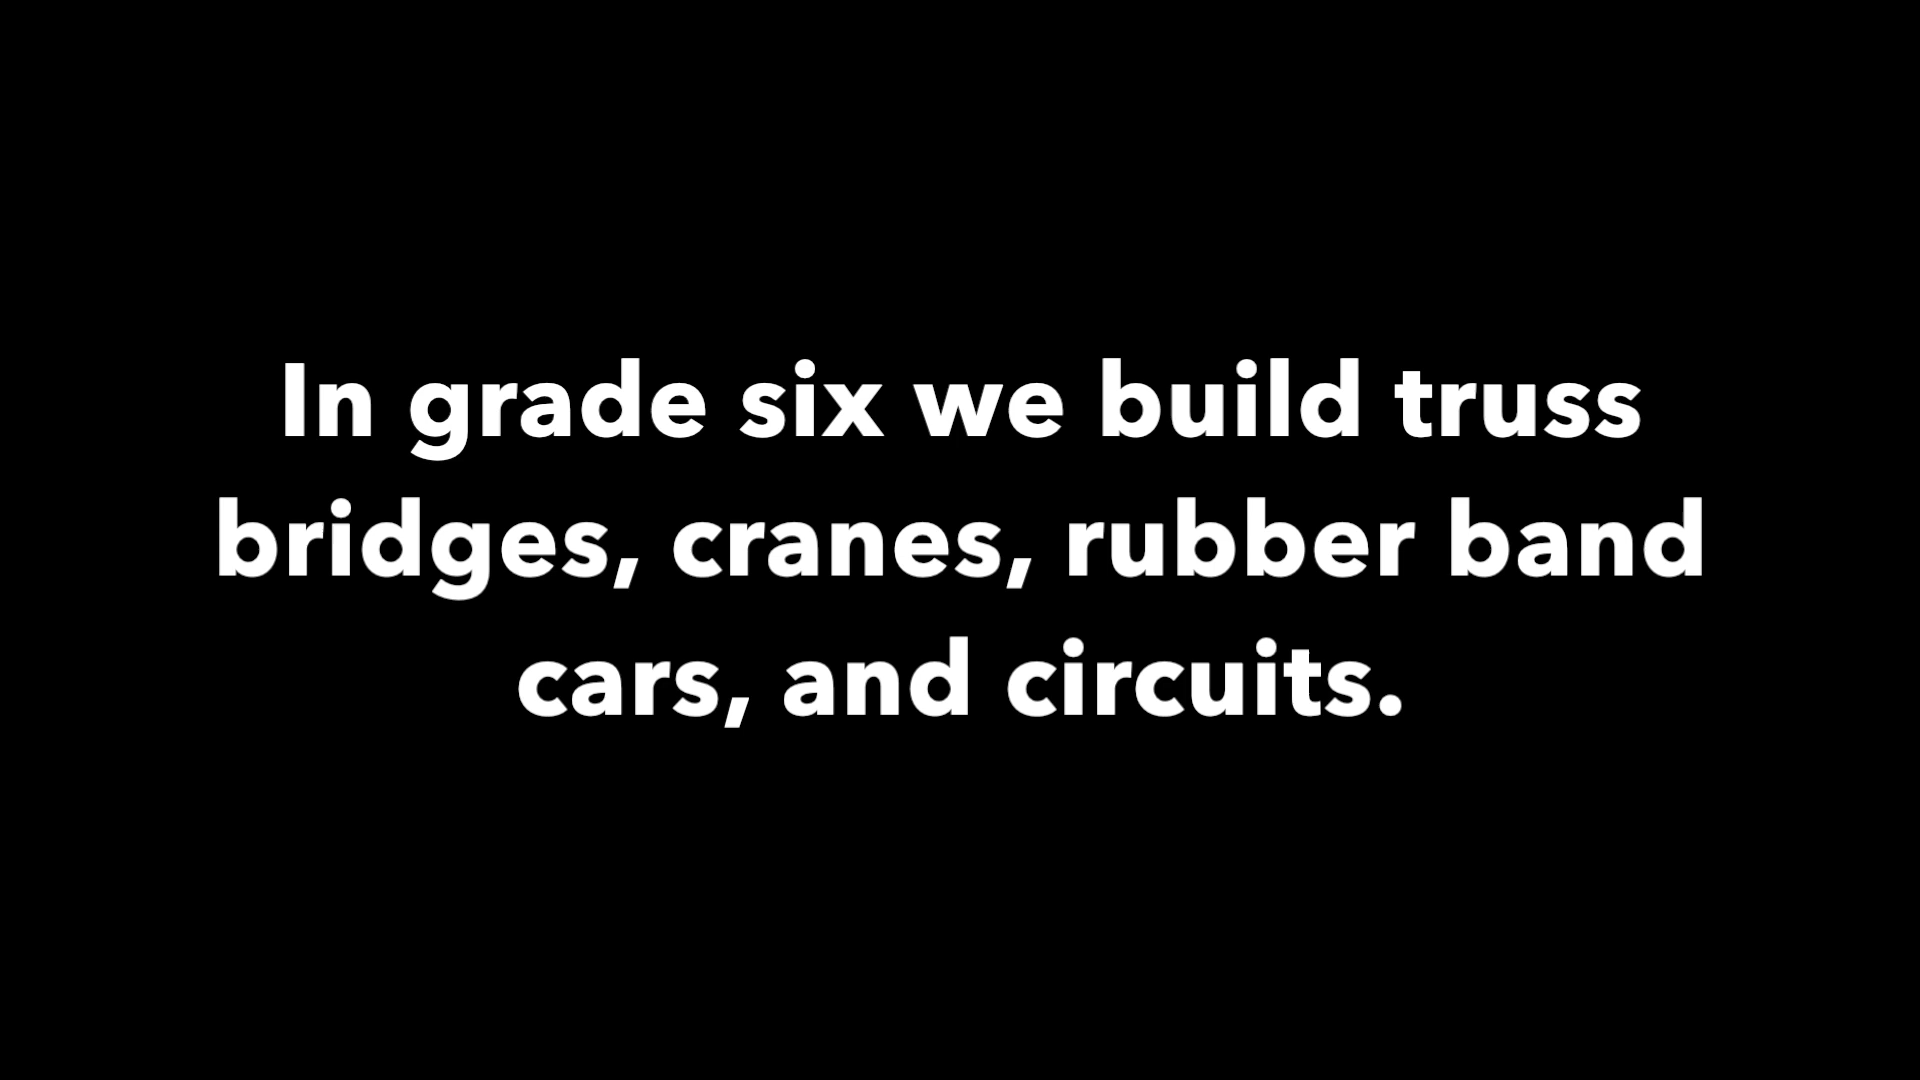 In grade six we build truss
bridges, cranes, rubber band
cars, and circuits.